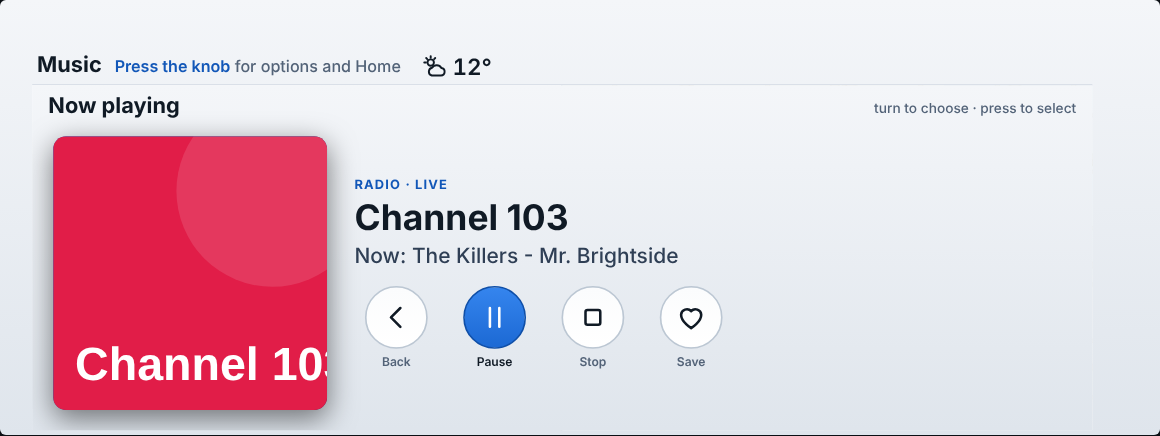 Music Press the knob for options and Home 12°
Now playing
turn to choose · press to select
Channel 10
RADIO · LIVE
Channel 103
Now: The Killers - Mr. Brightside
Back Pause Stop Save